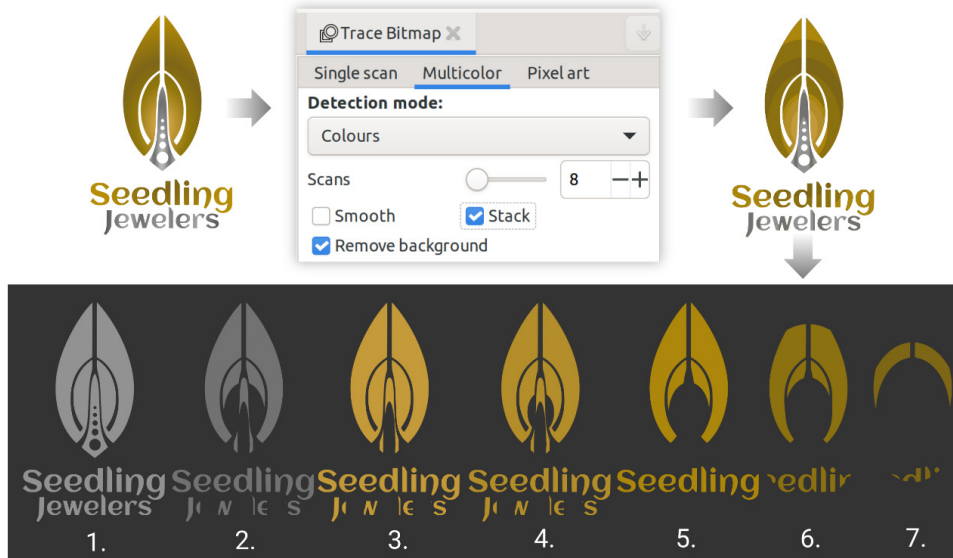 Trace Bitmap
Single scan Multicolor Pixel art
Detection mode:
Colours
Scans 8
Smooth Stack
Remove background
Seedling
Jewelers
Seedling
Jewelers
Seedling Seedling Seedling Seedling Seedling edlir
Jewelers
1. 2. 3. 4. 5. 6. 7.